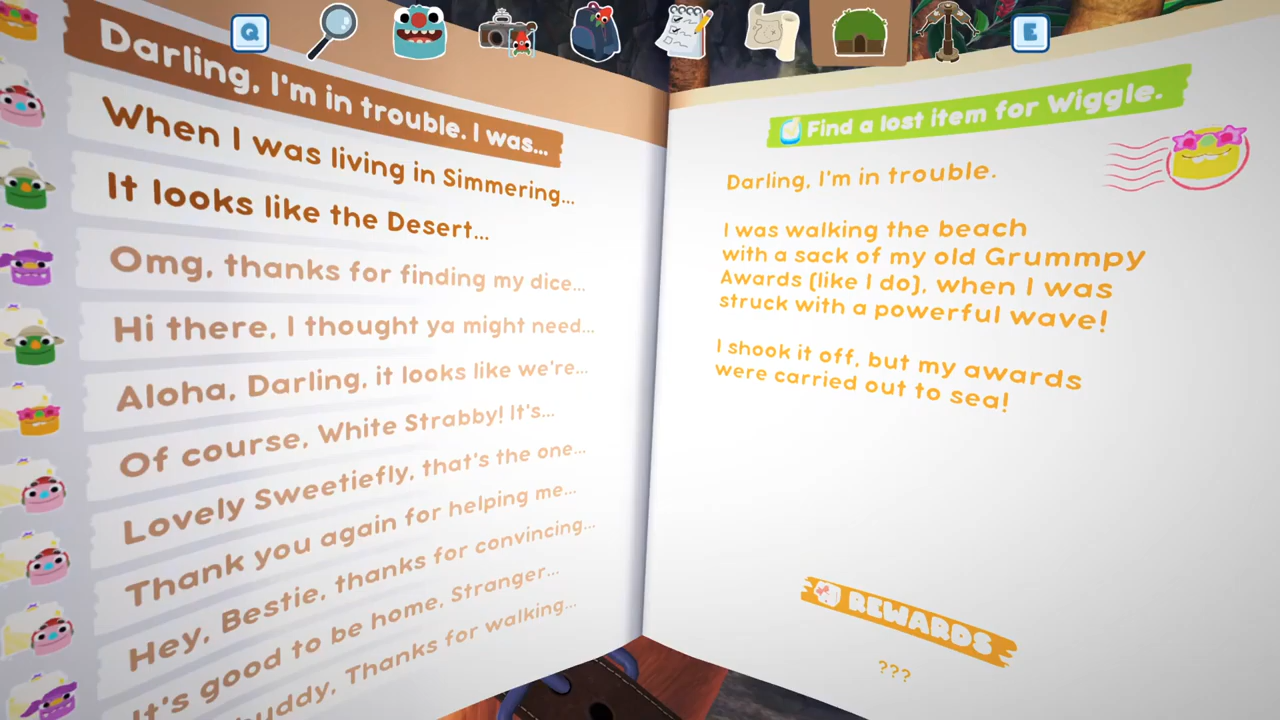 Q
E
Darling, I'm in trouble. I was...
When I was living in Simmering...
It looks like the Desert...
Omg, thanks for finding my dice...
Hi there, I thought ya might need...
Aloha, Darling, it looks like we're...
Of course, White Strabby! It's...
Lovely Sweetiefly, that's the one...
Thank you again for helping me...
Hey, Bestie, thanks for convincing...
It's good to be home, Stranger...
buddy, Thanks for walking...
Find a lost item for Wiggle.
Darling, I'm in trouble.
I was walking the beach
with a sack of my old Grummpy
Awards (like I do), when I was
struck with a powerful wave!
I shook it off, but my awards
were carried out to sea!
REWARDS
???